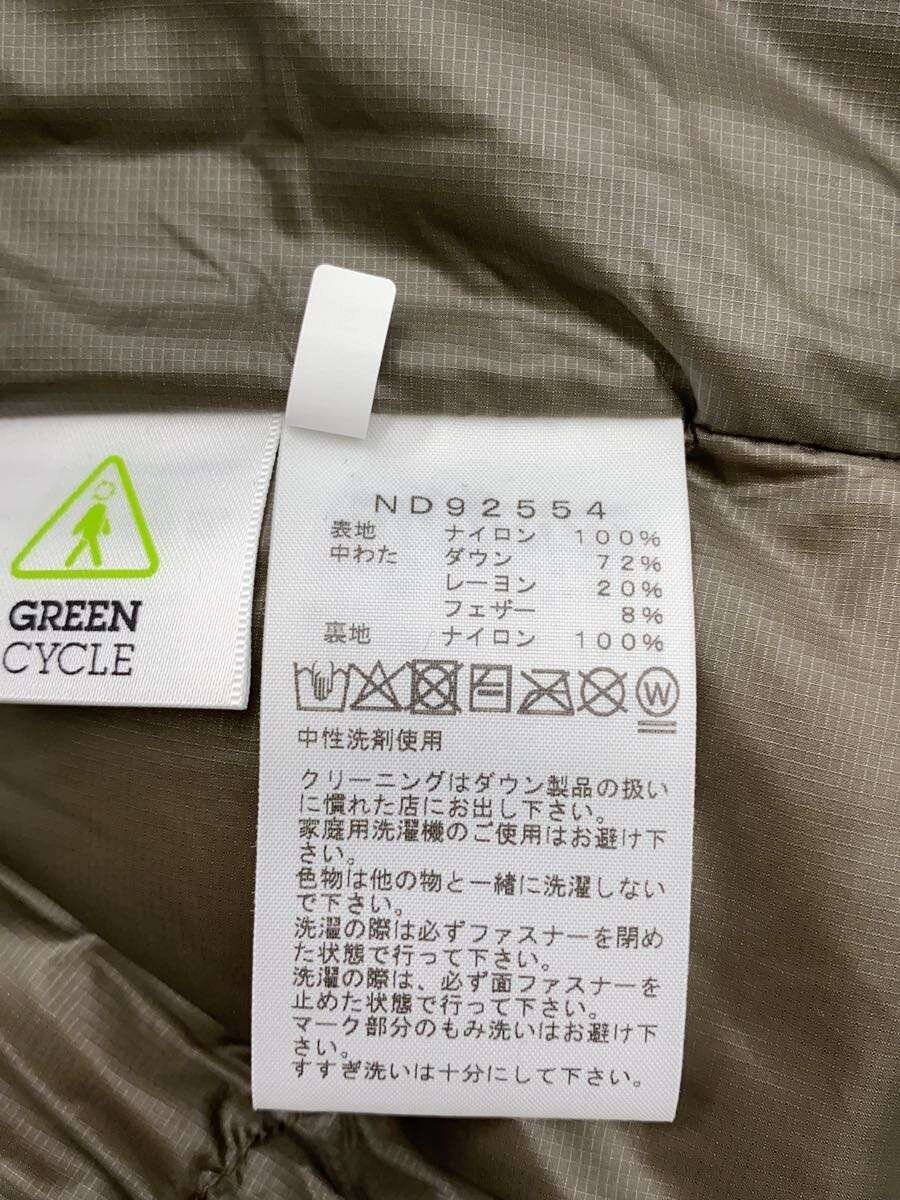 GREEN
CYCLE
ND92554
表地 ナイロン 100%
中わた ダウン 72%
レーヨン 20%
フェザー 8%
裏地 ナイロン 100%
W
中性洗剤使用
クリーニングはダウン製品の扱い
に慣れた店にお出し下さい。
家庭用洗濯機のご使用はお避け下
さい。
色物は他の物と一緒に洗濯しない
で下さい。
洗濯の際は必ずファスナーを閉め
た状態で行って下さい。
洗濯の際は、必ず面ファスナーを
止めた状態で行って下さい。
マーク部分のもみ洗いはお避け下
さい。
すすぎ洗いは十分にして下さい。